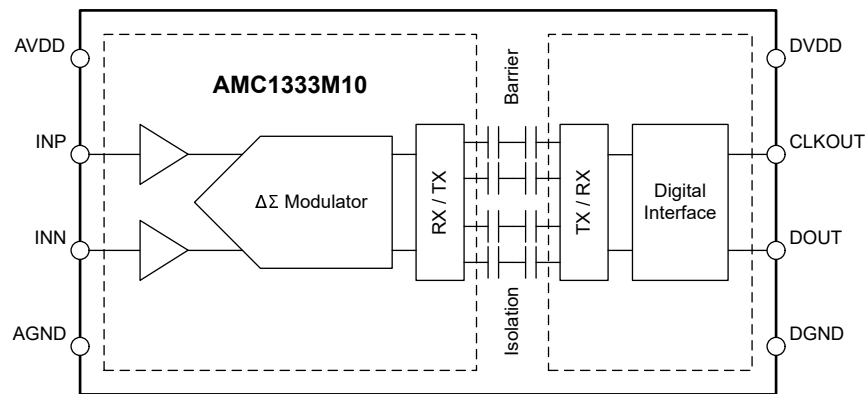 AVDD
DVDD
AMC1333M10
Barrier
INP
CLKOUT
ΔΣ Modulator
RX / TX
TX / RX
Digital
Interface
INN
DOUT
AGND
Isolation
DGND